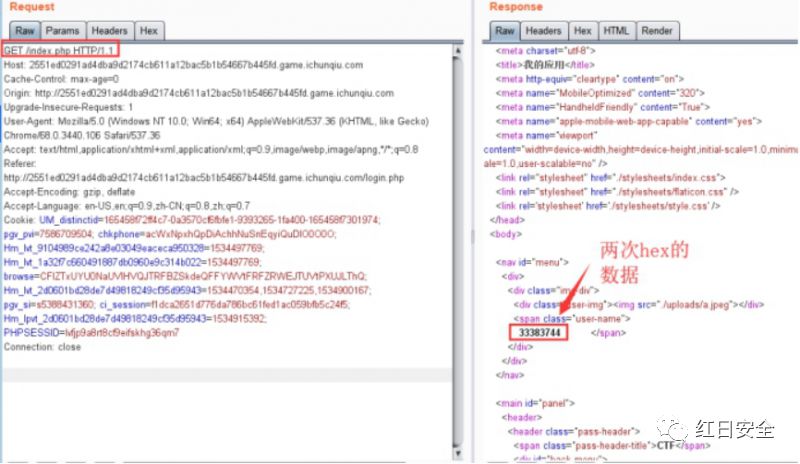 Request
Raw Params Headers Hex
GET /index.php HTTP/1.1
Host: 2551ed0291ad4dba9d2174cb611a12bac5b1b54667b445fd.game.ichunqiu.com
Cache-Control: max-age=0
Origin: http://2551ed0291ad4dba9d2174cb611a12bac5b1b54667b445fd.game.ichunqiu.com
Upgrade-Insecure-Requests: 1
User-Agent: Mozilla/5.0 (Windows NT 10.0; Win64; x64) AppleWebKit/537.36 (KHTML, like Gecko)
Chrome/68.0.3440.106 Safari/537.36
Accept: text/html,application/xhtml+xml,application/xml;q=0.9,image/webp,image/apng,*/*;q=0.8
Referer:
http://2551ed0291ad4dba9d2174cb611a12bac5b1b54667b445fd.game.ichunqiu.com/login.php
Accept-Encoding: gzip, deflate
Accept-Language: en-US,en;q=0.9,zh-CN;q=0.8,zh;q=0.7
Cookie: UM_distinctid=165458f72ff4c7-0a3570cf6fbfe1-9393265-1fa400-165458f7301974;
pgv_pvi=7586709504; chkphone=acWxNpxhQpDiAchhNuSnEqyiQuDIO0O0O;
Hm_lvt_9104989ce242a8e03049eaceca950328=1534497769;
Hm_lvt_1a32f7c660491887db0960e9c314b022=1534497769;
Hm_lvt_2d0601bd28de7d49818249cf35d95943=1534470354,1534727225,1534900167;
pgv_si=s5388431360; ci_session=f1dca2651d776da786bc61fed1ac059bfb5c24f5;
Hm_lpvt_2d0601bd28de7d49818249cf35d95943=1534915392;
PHPSESSID=lvfjp9a8rt8cf9eifskhg36qm7
Connection: close
Response
Raw Headers Hex HTML Render
<meta charset="utf-8">
<title>我的应用</title>
<meta http-equiv="cleartype" content="on">
<meta name="MobileOptimized" content="320">
<meta name="HandheldFriendly" content="True">
<meta name="apple-mobile-web-app-capable" content="yes">
<meta name="viewport"
content="width=device-width,height=device-height,initial-scale=1.0,minimum-sc
ale=1.0,user-scalable=no" />
<link rel="stylesheet" href="./stylesheets/index.css">
<link rel="stylesheet" href="./stylesheets/flaticon.css" />
<link rel='stylesheet' href='./stylesheets/style.css'/>
</head>
<body>
两次hex的
数据
<nav id="menu">
<div>
<div class="img-div">
<div class="user-img"><img src="./uploads/a.jpeg"></div>
<span class="user-name">
33383744 </span>
</div>
</div>
</nav>
<main id="panel">
<header>
<header class="pass-header">
<span class="pass-header-title">CTF</span>
红日安全